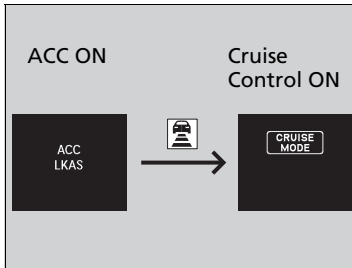 ACC ON
Cruise
Control ON
ACC
LKAS
CRUISE
MODE